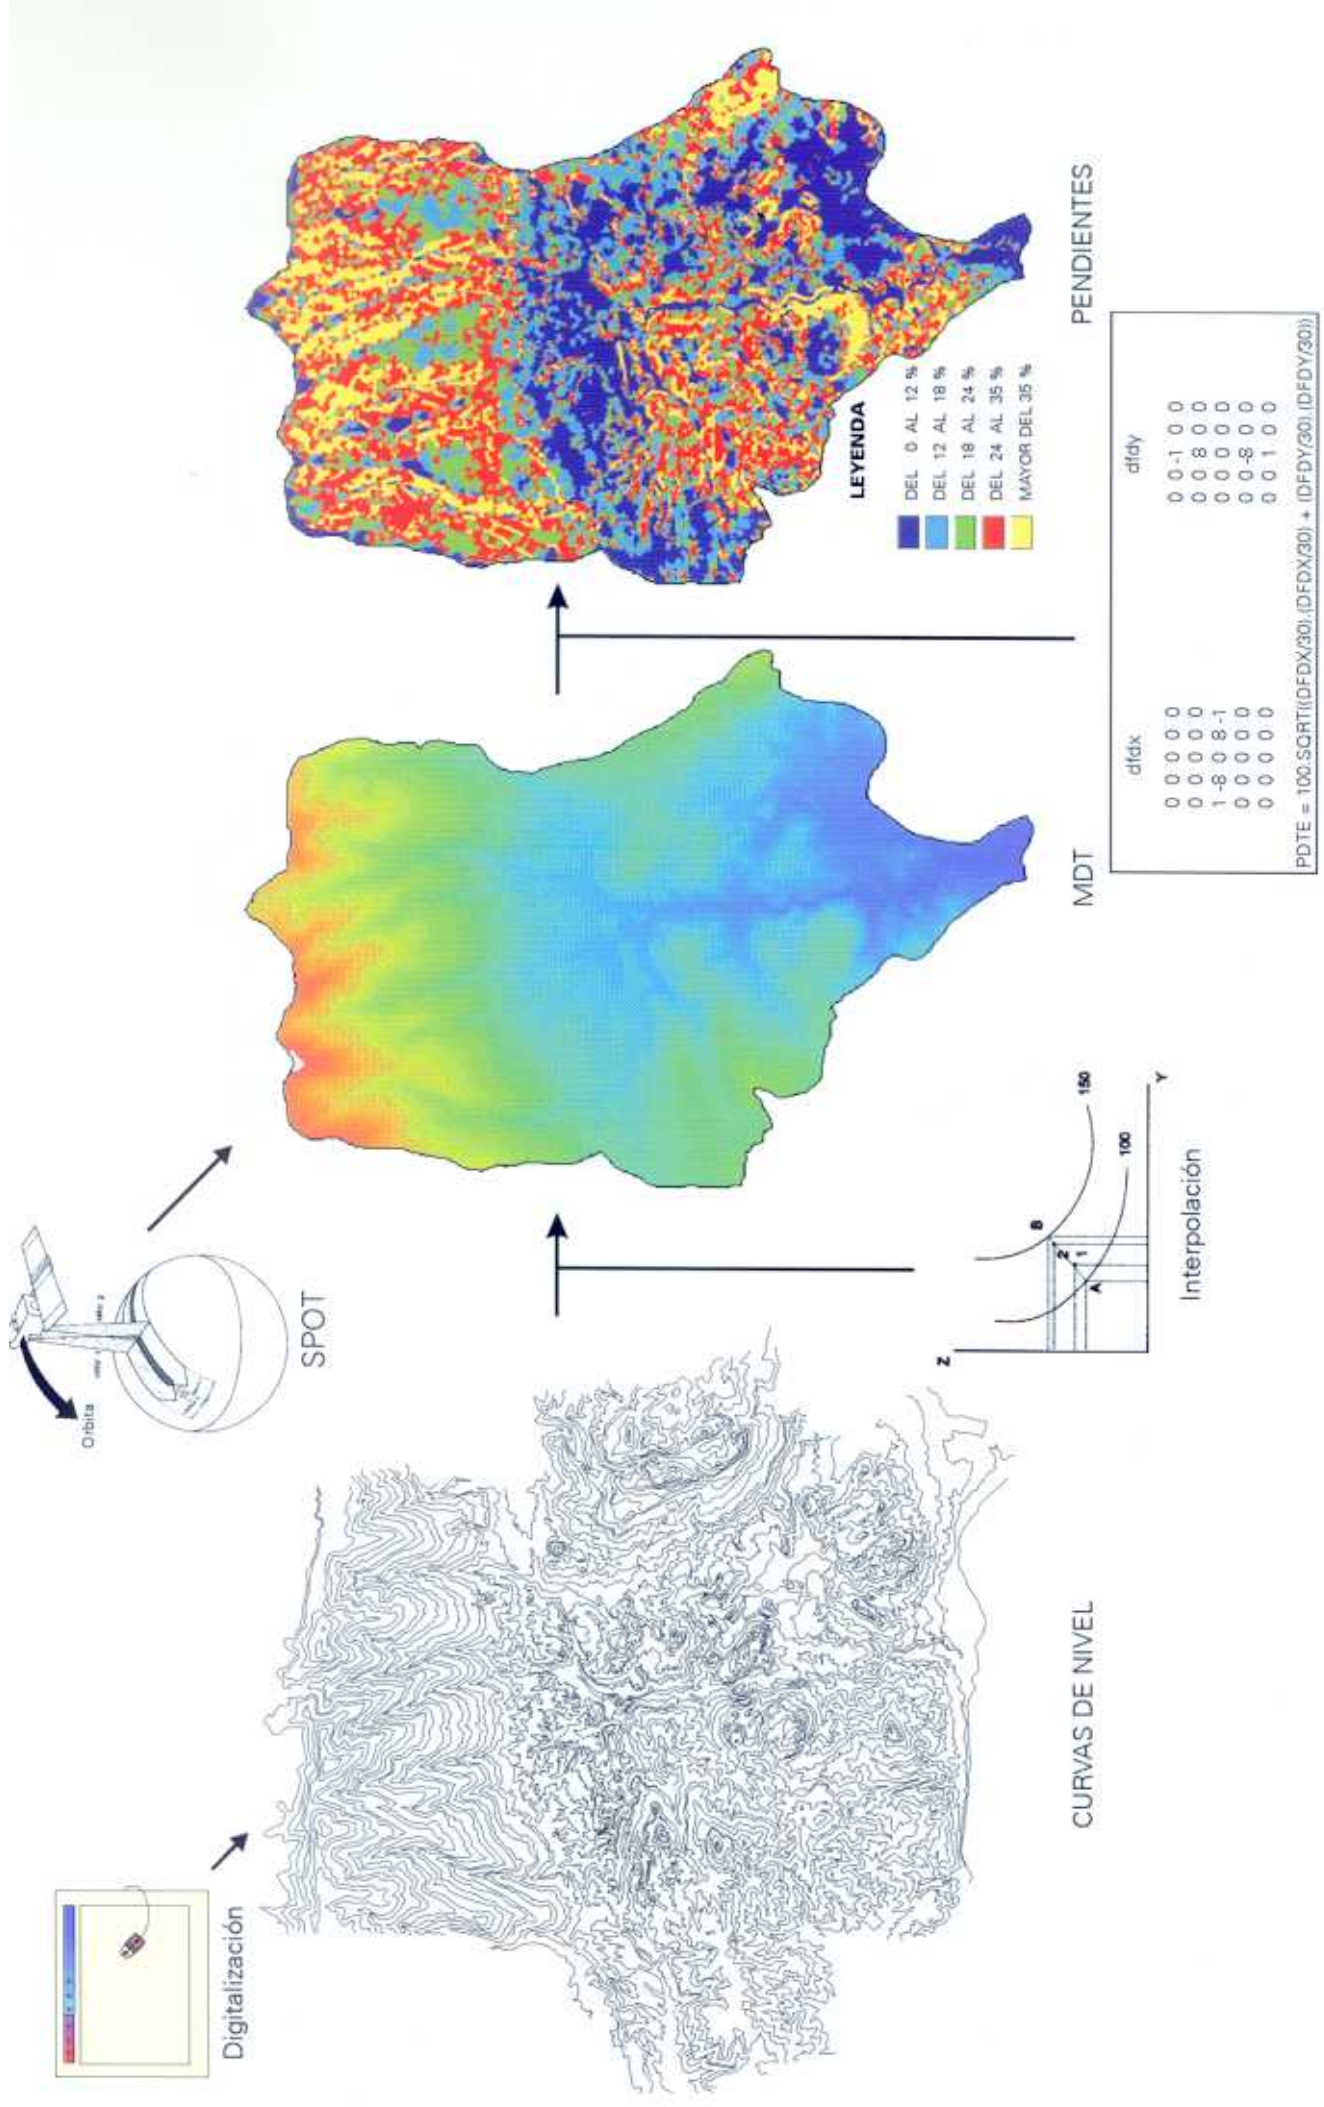 Digitalización
CURVAS DE NIVEL
Orbita
SPOT
Z
B
2
1
A
150
100
Y
Interpolación
MDT
LEYENDA
DEL 0 AL 12 %
DEL 12 AL 18 %
DEL 18 AL 24 %
DEL 24 AL 35 %
MAYOR DEL 35 %
PENDIENTES
dfdx
0 0 0 0 0
0 0 0 0 0
1 -8 0 8 -1
0 0 0 0 0
0 0 0 0 0
dfdy
0 0 -1 0 0
0 0 8 0 0
0 0 0 0 0
0 0 -8 0 0
0 0 1 0 0
PDTE = 100.SQRT((DFDX/30).(DFDX/30) + (DFDY/30).(DFDY/30))